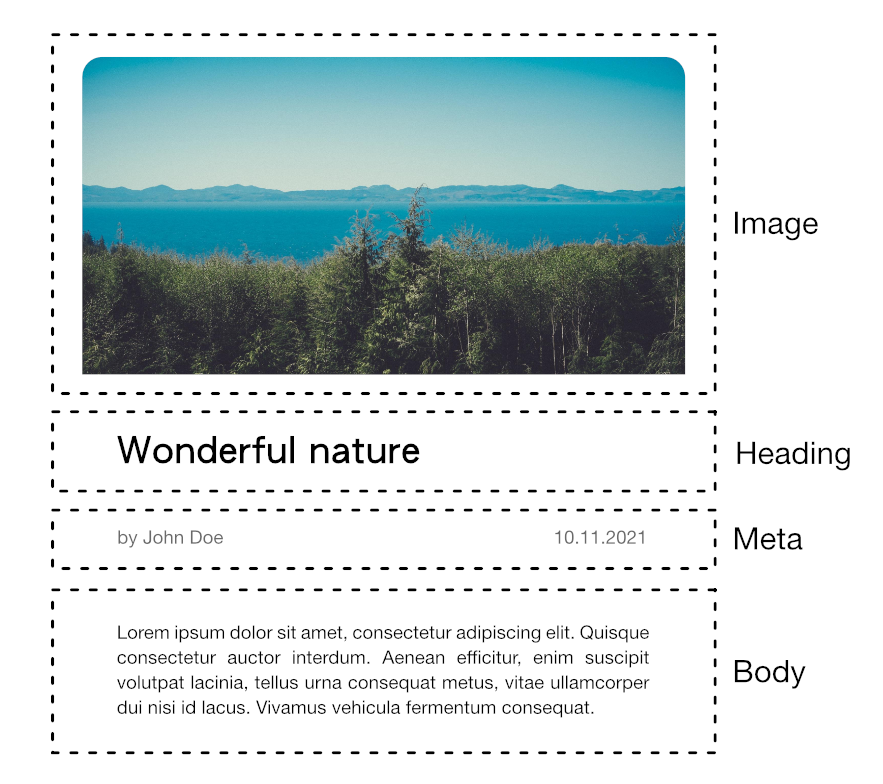 Image
Wonderful nature
Heading
by John Doe 10.11.2021
Meta
Lorem ipsum dolor sit amet, consectetur adipiscing elit. Quisque
consectetur auctor interdum. Aenean efficitur, enim suscipit
volutpat lacinia, tellus urna consequat metus, vitae ullamcorper
dui nisi id lacus. Vivamus vehicula fermentum consequat.
Body